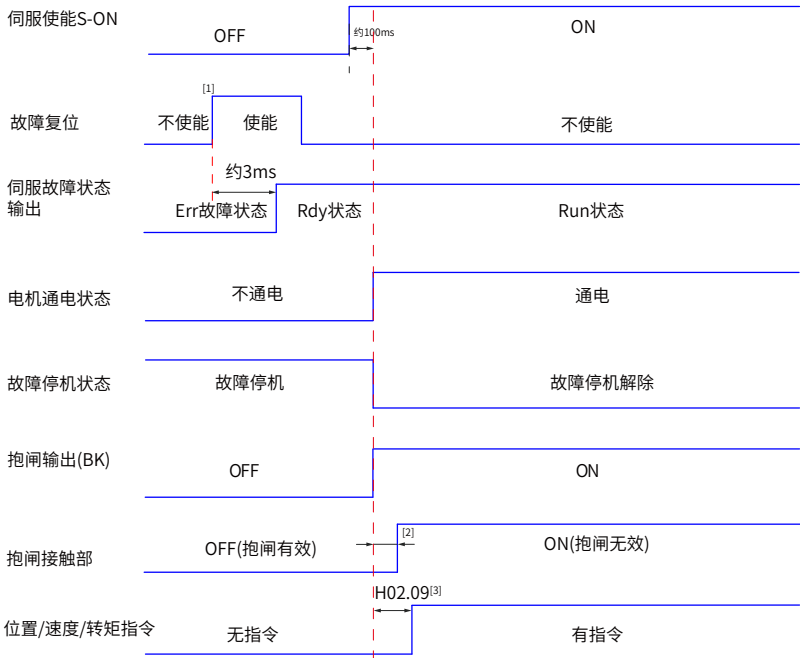 伺服使能S-ON
OFF
约100ms
ON
[1]
故障复位
不使能
使能
不使能
约3ms
伺服故障状态
输出
Err故障状态
Rdy状态
Run状态
电机通电状态
不通电
通电
故障停机状态
故障停机
故障停机解除
抱闸输出(BK)
OFF
ON
[2]
抱闸接触部
OFF(抱闸有效)
ON(抱闸无效)
H02.09[3]
位置/速度/转矩指令
无指令
有指令